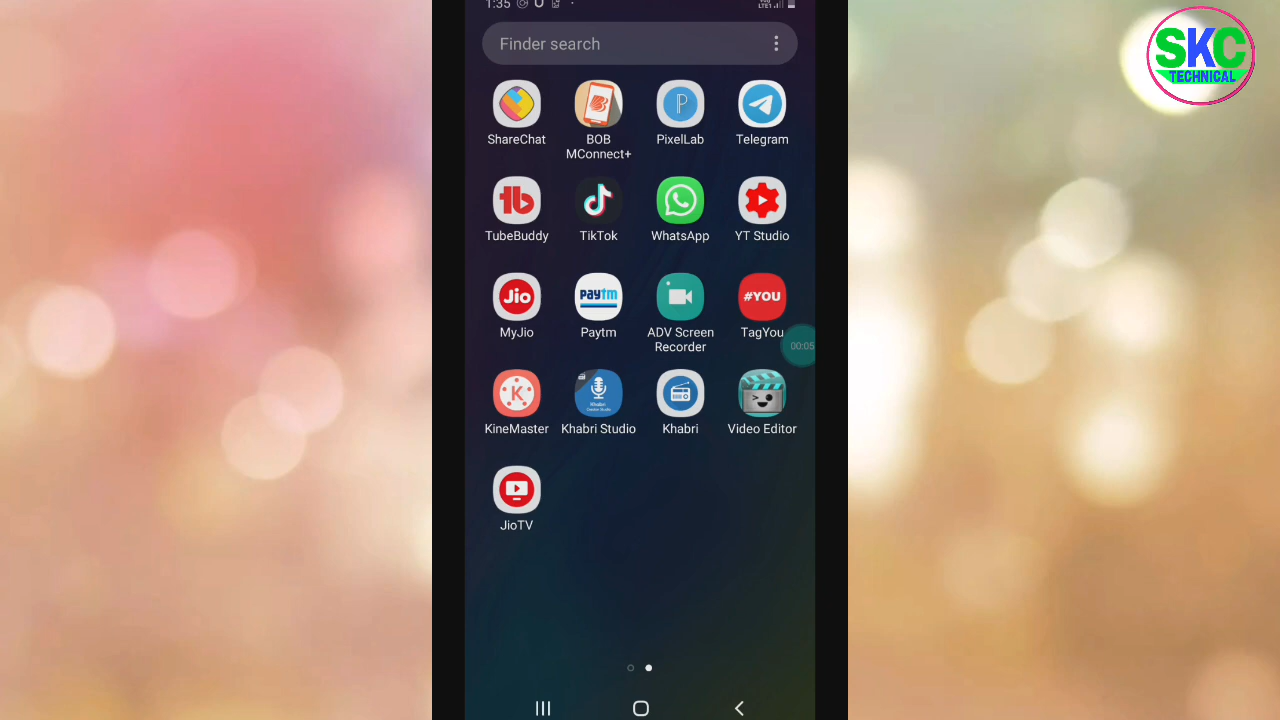 1:35
SKC
TECHNICAL
Finder search
ShareChat
BOB
MConnect+
PixelLab
Telegram
TubeBuddy
TikTok
WhatsApp
YT Studio
Jio
paytm
#YOU
MyJio
Paytm
ADV Screen
Recorder
TagYou
00:05
K
Khabri Studio
Khabri
KineMaster
Video Editor
JioTV